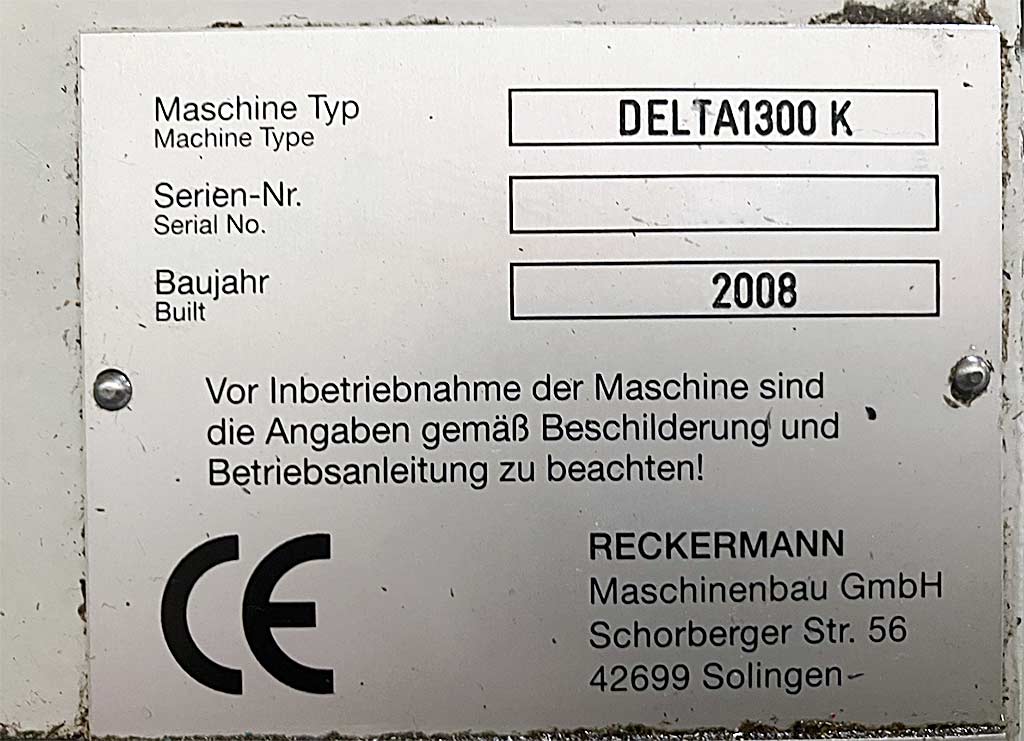 Maschine Typ DELTA1300 K
Machine Type
Serien-Nr.
Serial No.
Baujahr 2008
Built
Vor Inbetriebnahme der Maschine sind
die Angaben gemäß Beschilderung und
Betriebsanleitung zu beachten!
CE
RECKERMANN
Maschinenbau GmbH
Schorberger Str. 56
42699 Solingen